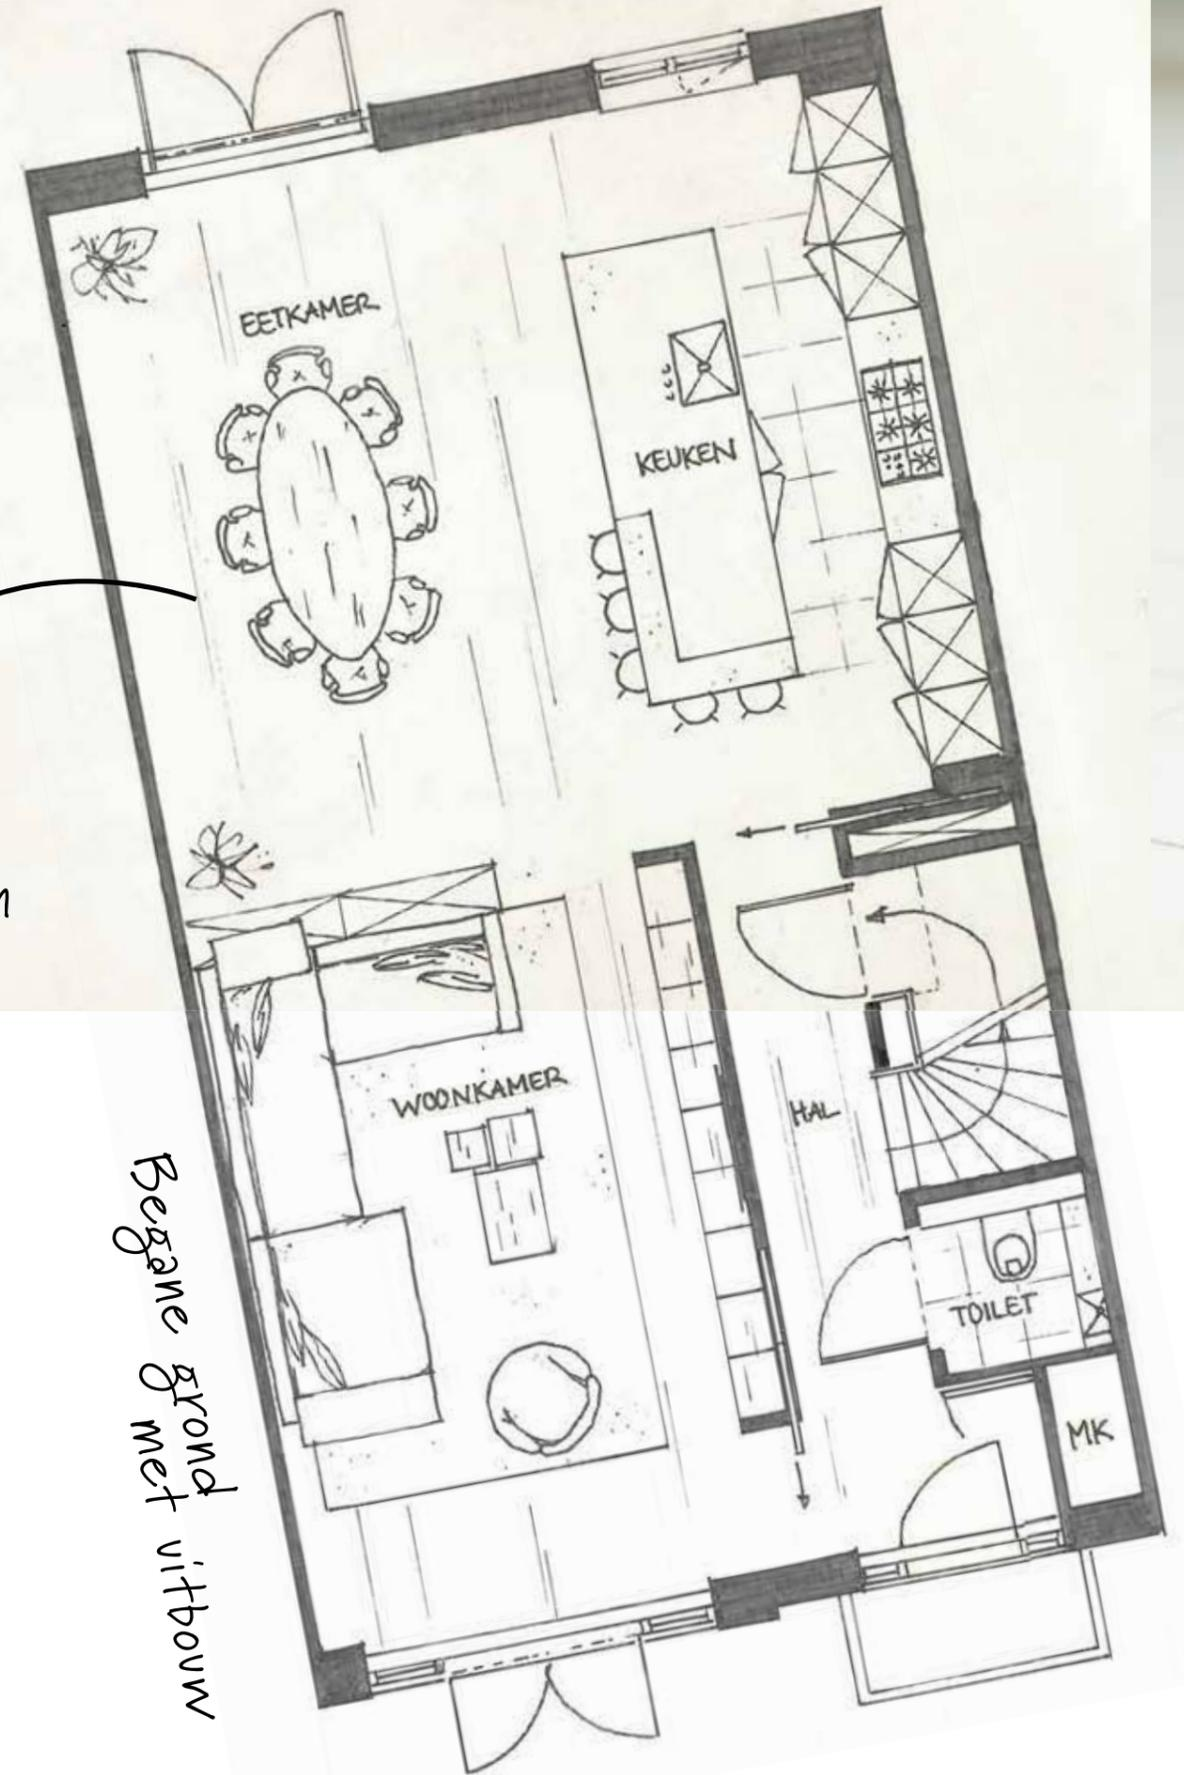 EETKAMER
KEUKEN
WOONKAMER
HAL
TOILET
MK
Begane grond
met uitbouw